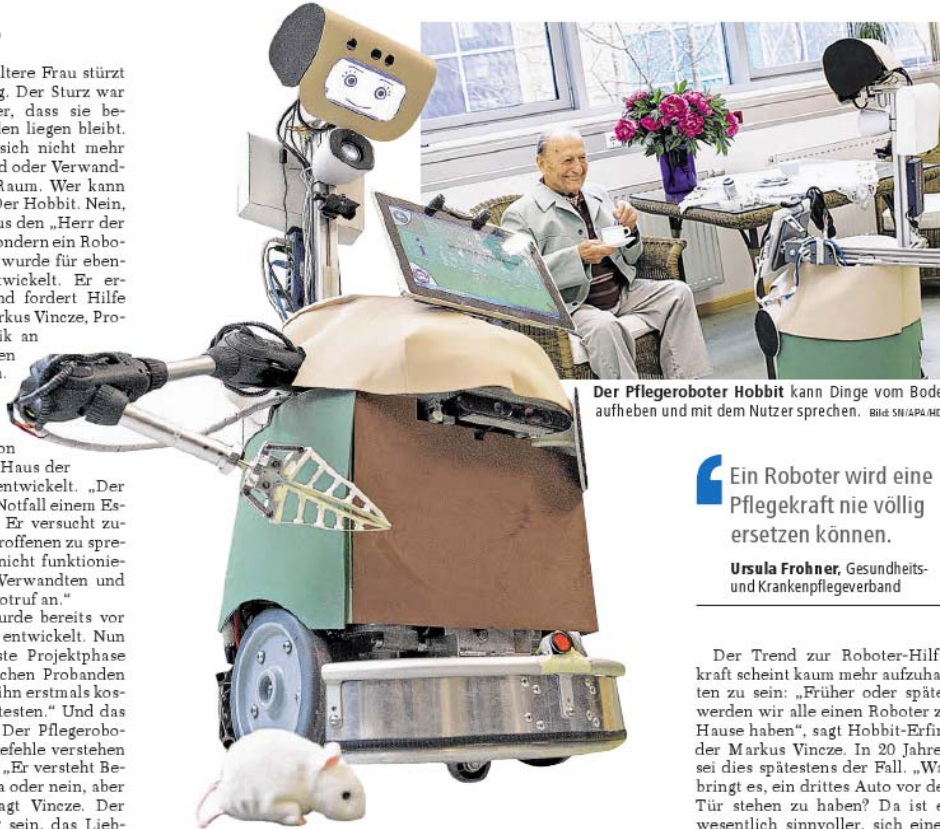 ltere Frau stürzt
g. Der Sturz war
er, dass sie be-
den liegen bleibt.
sich nicht mehr
d oder Verwand-
Raum. Wer kann
Der Hobbit. Nein,
us den „Herr der
ondern ein Robo-
wurde für eben-
twickelt. Er er-
nd fordert Hilfe
rkus Vincze, Pro-
ik an
en
n.
on
Haus der
entwickelt. „Der
Notfall einem Es-
Er versucht zu-
roffenen zu spre-
nicht funktionie-
Verwandten und
otruf an.“
urde bereits vor
entwickelt. Nun
ste Projektphase
chen Probanden
ihn erstmals kos-
testen.“ Und das
Der Pflegerobo-
efehle verstehen
„Er versteht Be-
a oder nein, aber
agt Vincze. Der
sein, das Lieb-
Der Pflegeroboter Hobbit kann Dinge vom Bode
aufheben und mit dem Nutzer sprechen. Bild: SN/APA/HD
Ein Roboter wird eine
Pflegekraft nie völlig
ersetzen können.
Ursula Frohner, Gesundheits-
und Krankenpflegeverband
Der Trend zur Roboter-Hilfs
kraft scheint kaum mehr aufzuhal
ten zu sein: „Früher oder späte
werden wir alle einen Roboter z
Hause haben“, sagt Hobbit-Erfin
der Markus Vincze. In 20 Jahre
sei dies spätestens der Fall. „Wa
bringt es, ein drittes Auto vor de
Tür stehen zu haben? Da ist e
wesentlich sinnvoller, sich eine